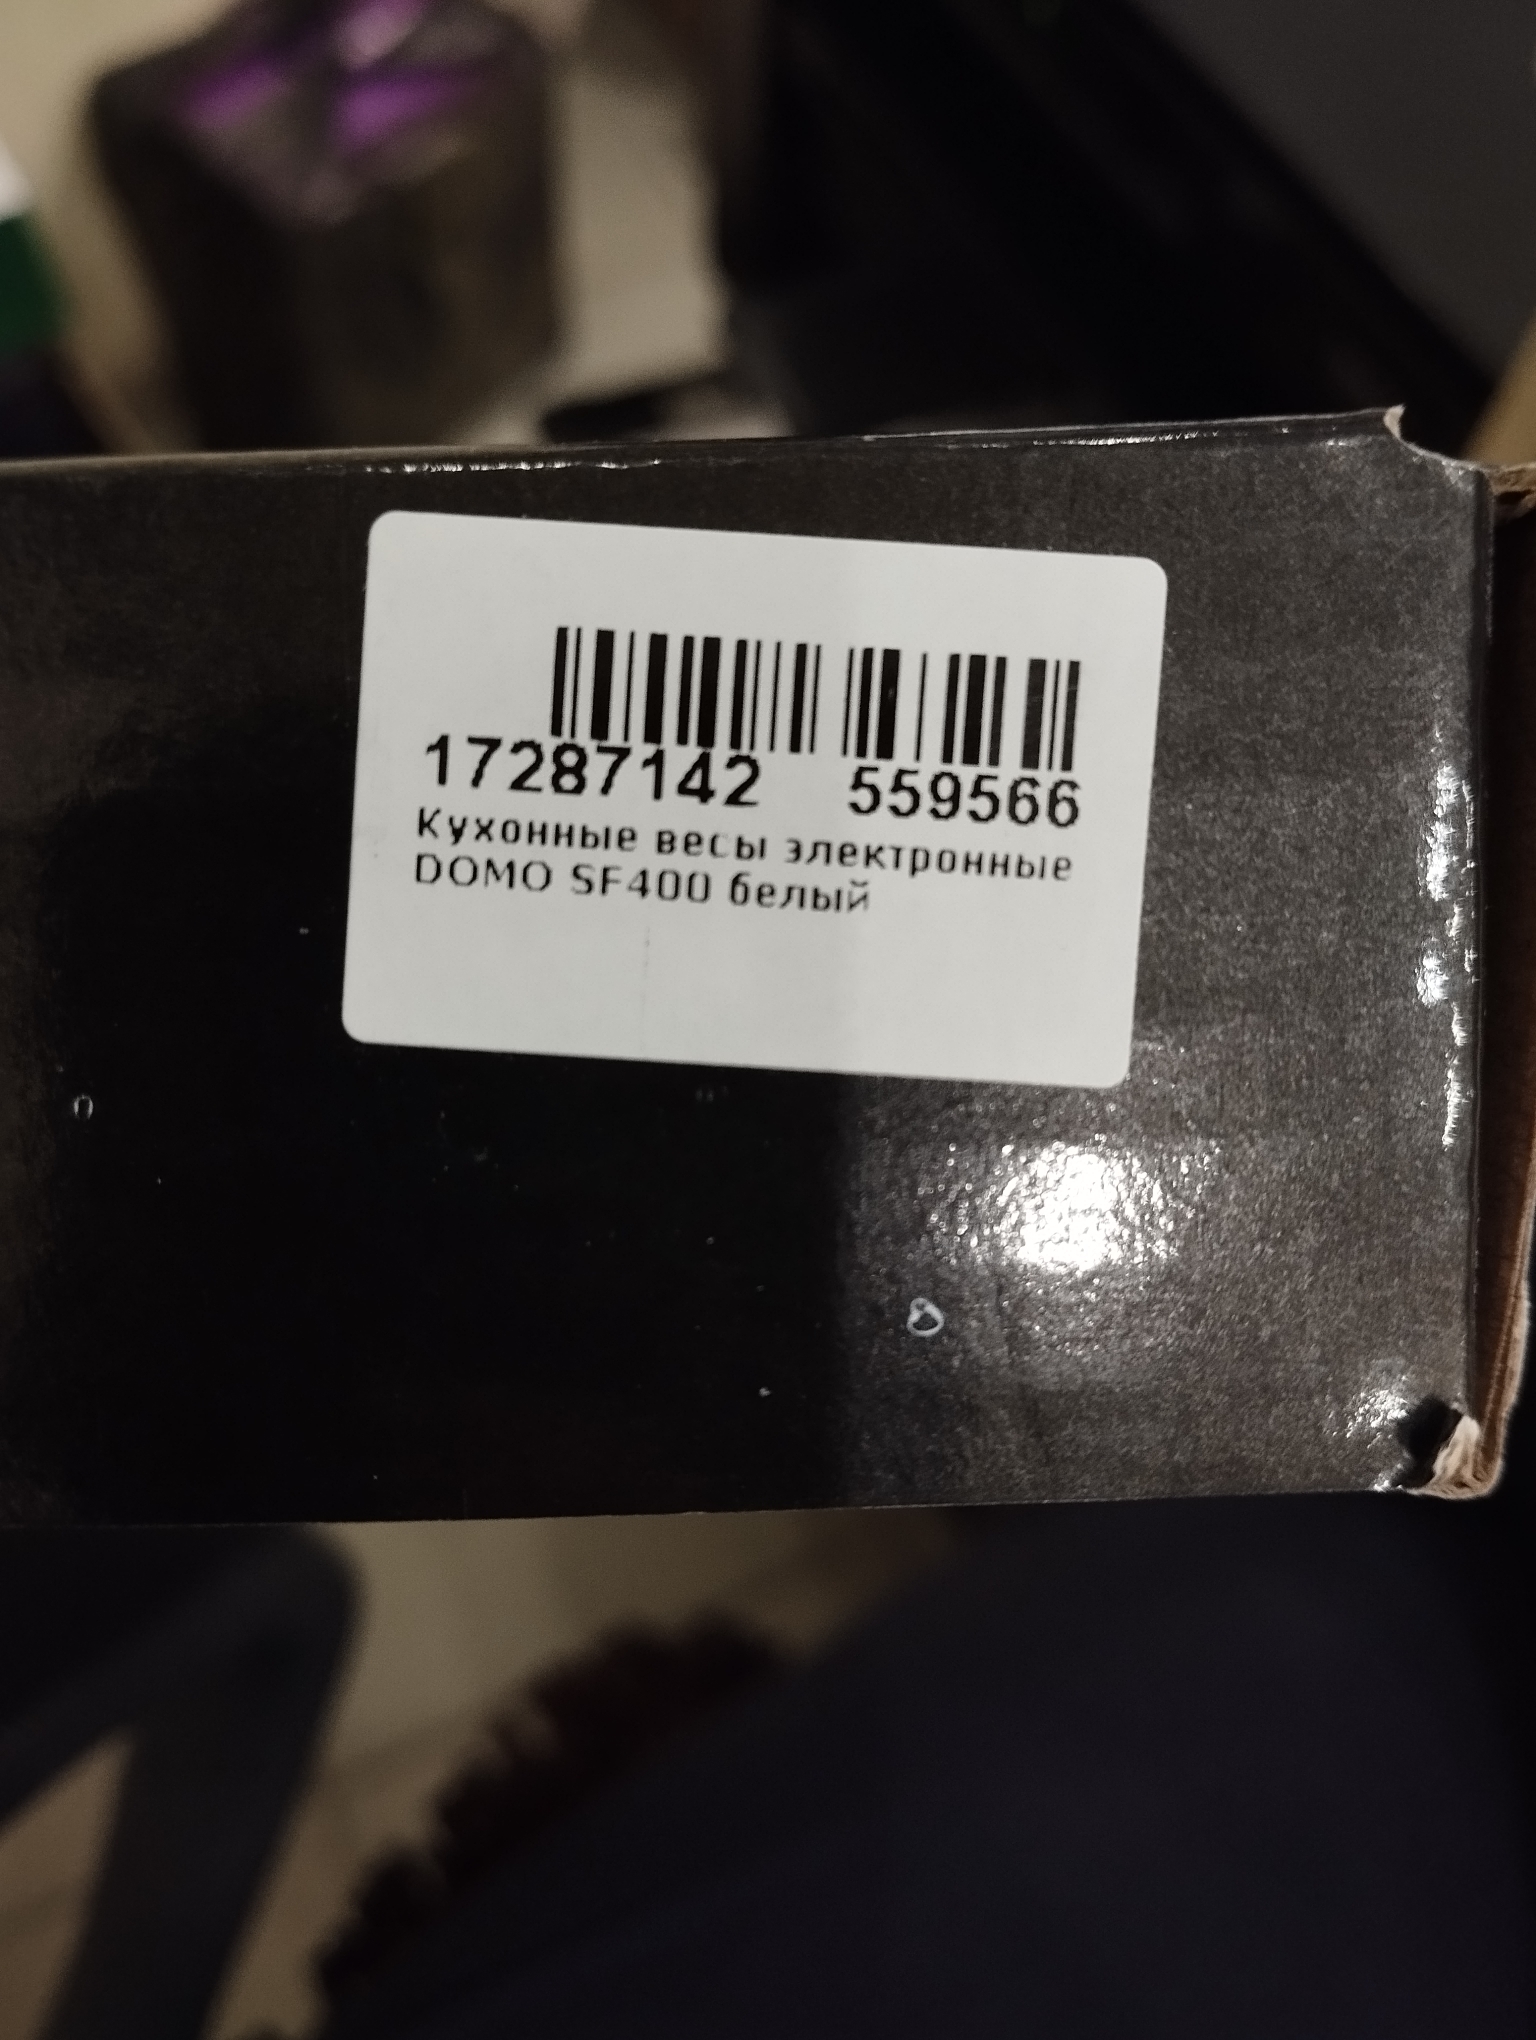 17287142 559566
Кухонные весы электронные
DOMO SF400 белый